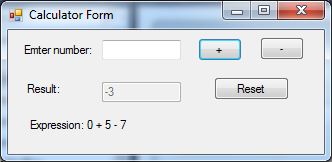 Calculator Form
Emter number: + -
Result: -3 Reset
Expression: 0 + 5 - 7